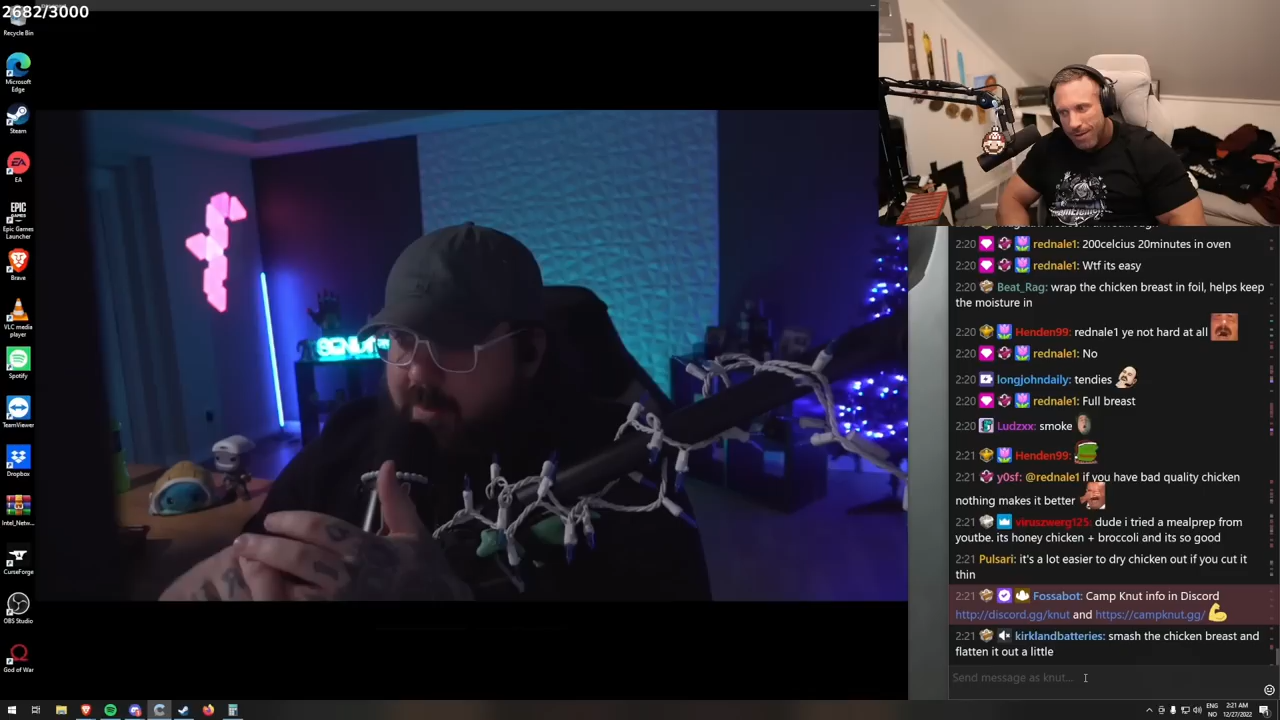 2682/3000
Recycle Bin
Microsoft
Edge
Steam
EA
EPIC
GAMES
Epic Games
Launcher
Brave
VLC media
player
Spotify
TeamViewer
Dropbox
Intel_Netw...
CurseForge
OBS Studio
God of War
2:20 rednale1: 200celcius 20minutes in oven
2:20 rednale1: Wtf its easy
2:20 Beat_Rag: wrap the chicken breast in foil, helps keep
the moisture in
2:20 Henden99: rednale1 ye not hard at all
2:20 rednale1: No
2:20 longjohndaily: tendies
2:20 rednale1: Full breast
2:20 Ludzxx: smoke
2:21 Henden99:
2:21 y0sf: @rednale1 if you have bad quality chicken
nothing makes it better
2:21 viruszwerg125: dude i tried a mealprep from
youtbe. its honey chicken + broccoli and its so good
Pulsari: it's a lot easier to dry chicken out if you cut it
thin
2:21 Fossabot: Camp Knut info in Discord
http://discord.gg/knut and https://campknut.gg/
2:21 kirklandbatteries: smash the chicken breast and
flatten it out a little
Send message as knut...
ENG
NO
2:21 AM
12/27/2022